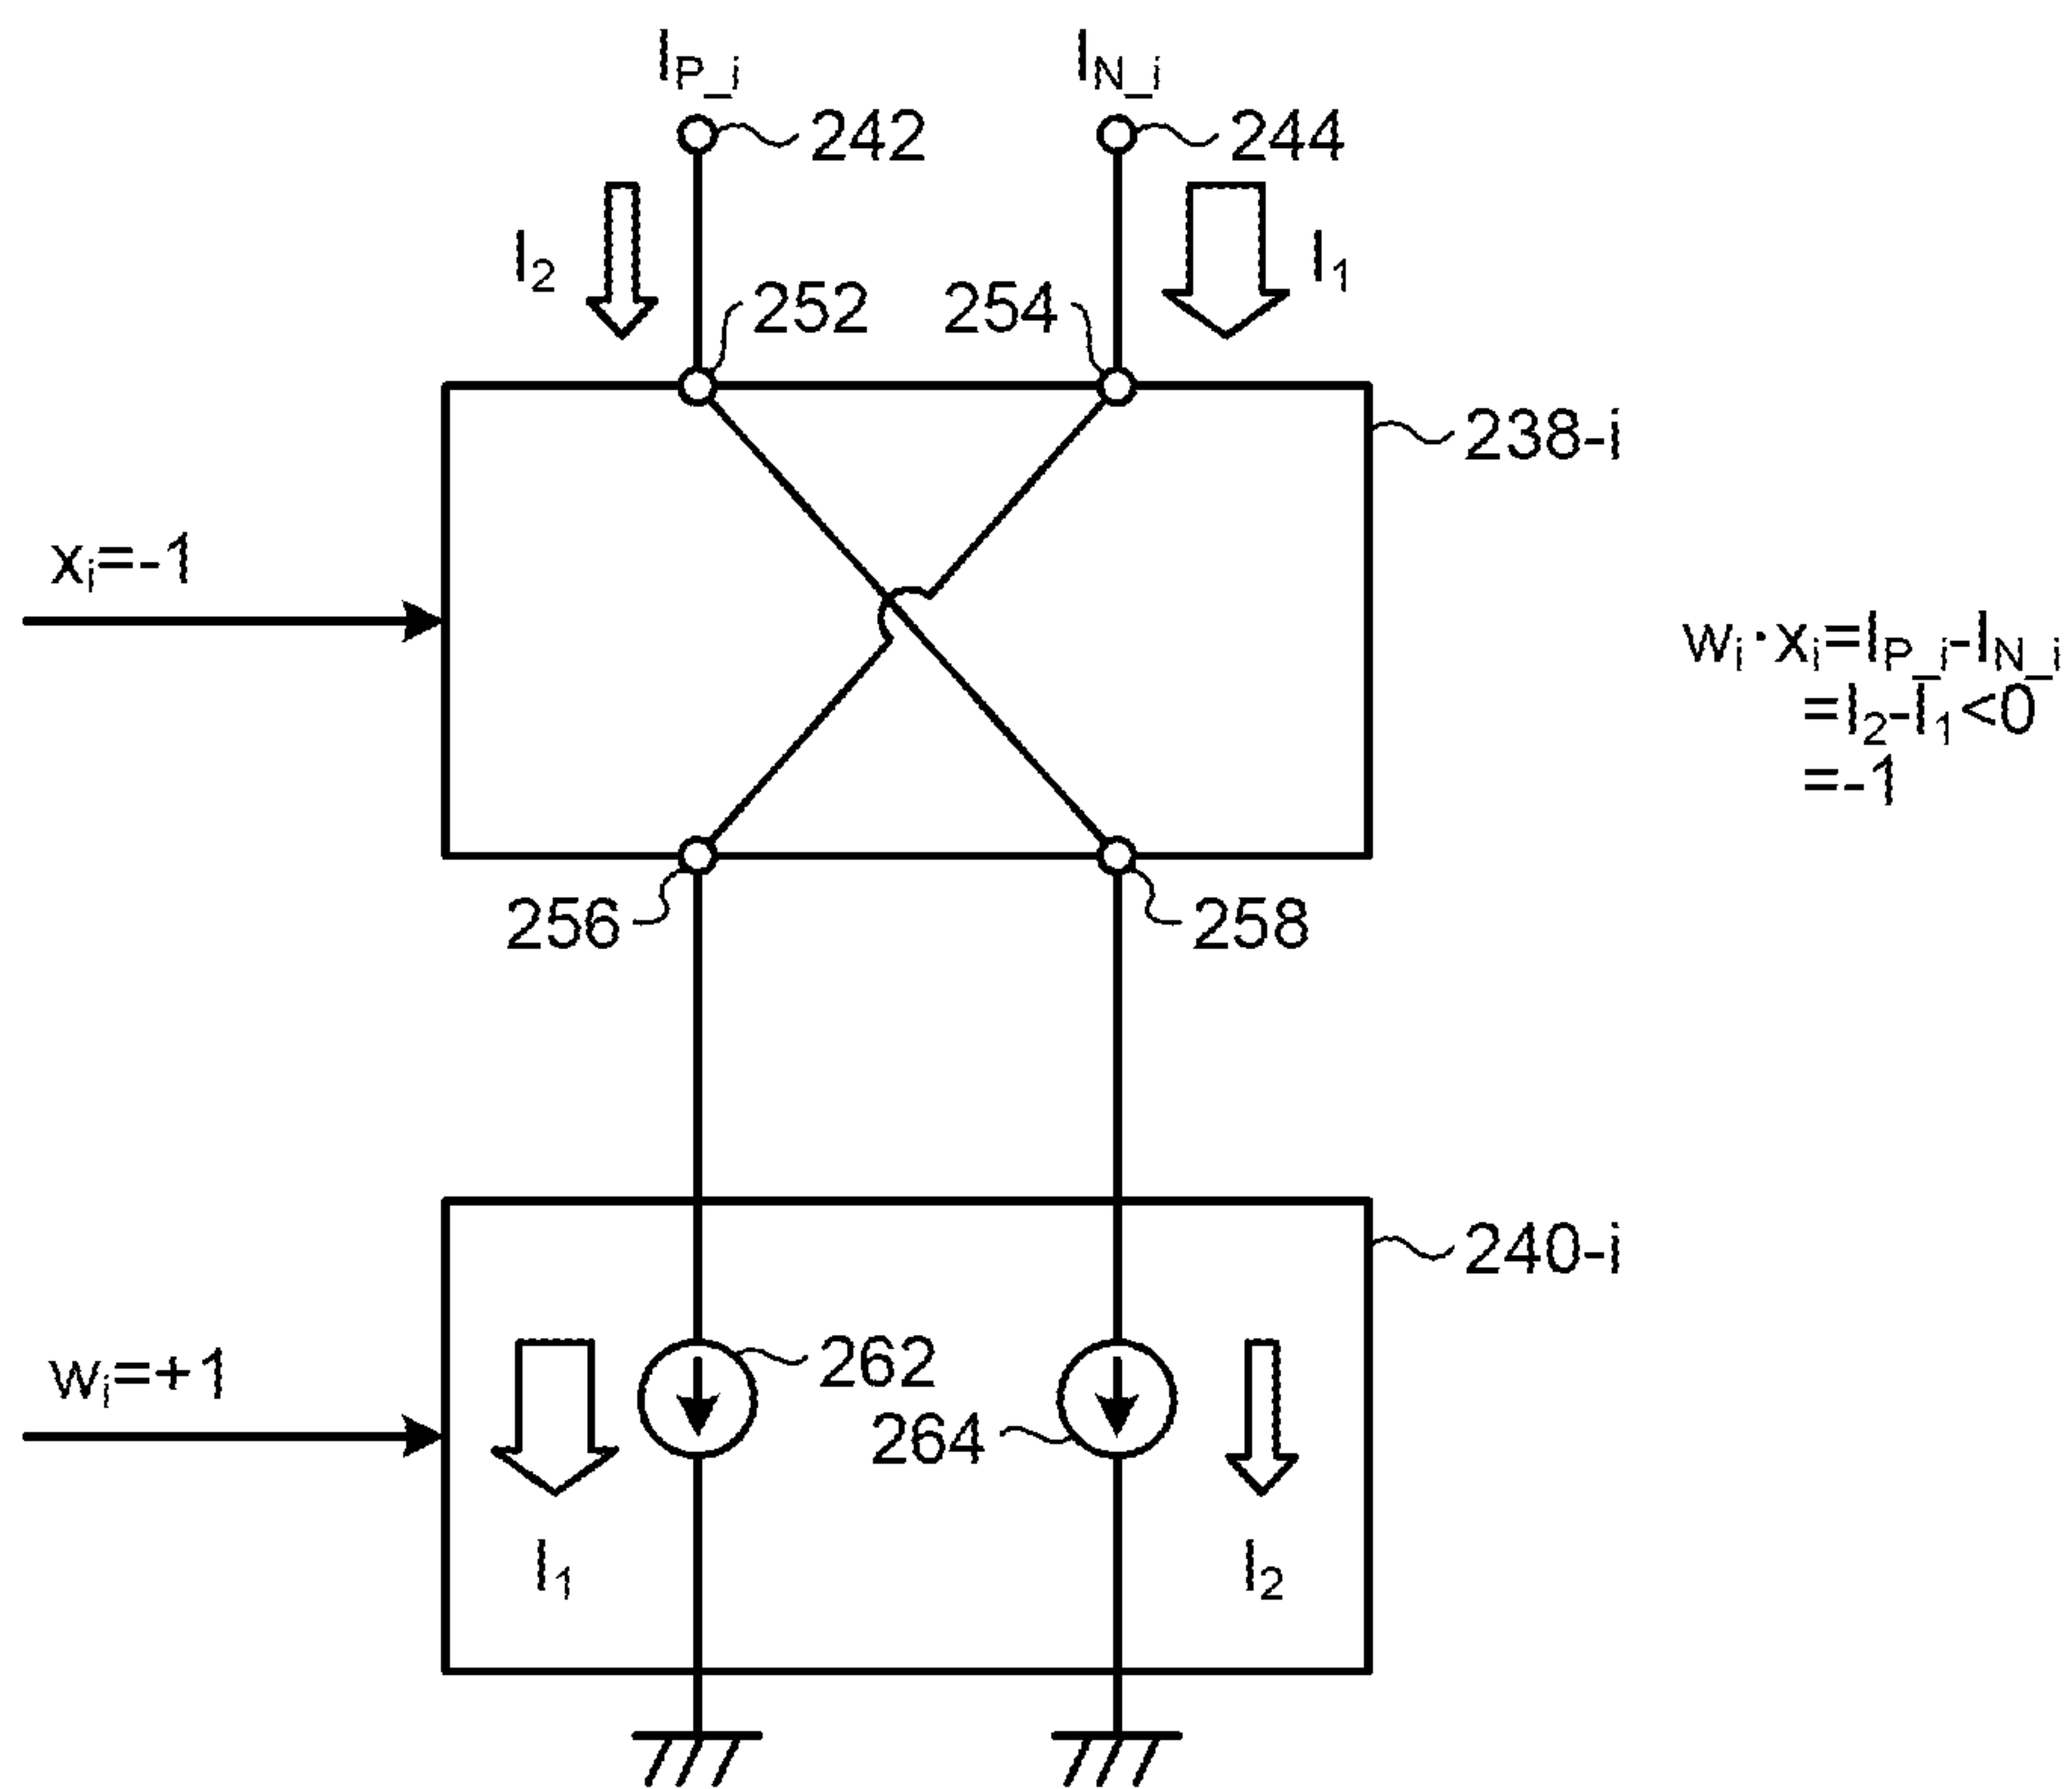 I_P_i I_N_i
242 244
I₂ I₁
252 254
238-i
xᵢ=-1
wᵢ·xᵢ=I_P_i-I_N_i
=I₂-I₁<0
=-1
256 258
240-i
wᵢ=+1
262
264
I₁ I₂